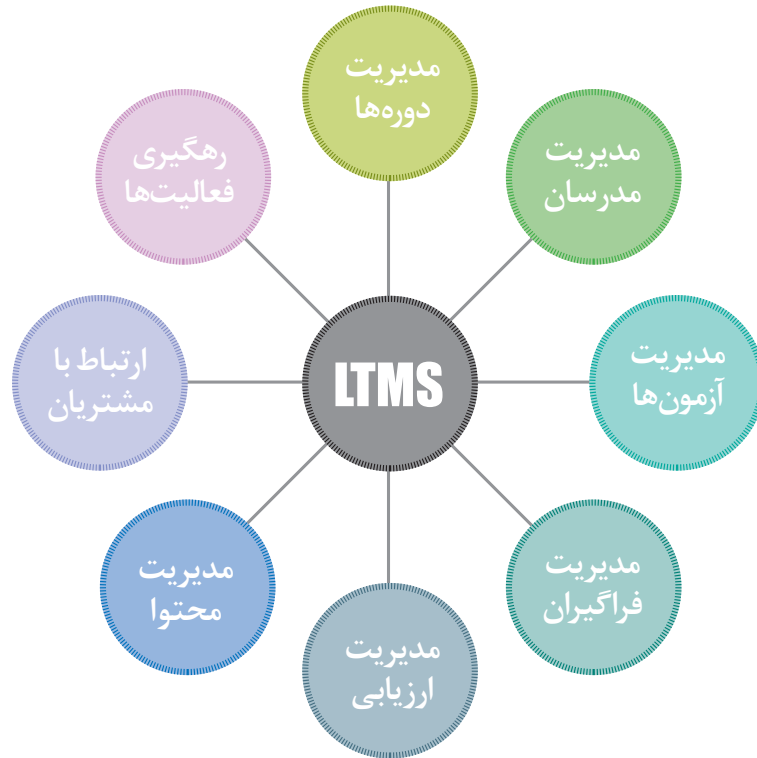 مدیریت
دوره‌ها
مدیریت
مدرسان
مدیریت
آزمون‌ها
مدیریت
فراگیران
مدیریت
ارزیابی
مدیریت
محتوا
ارتباط با
مشتریان
رهگیری
فعالیت‌ها
LTMS